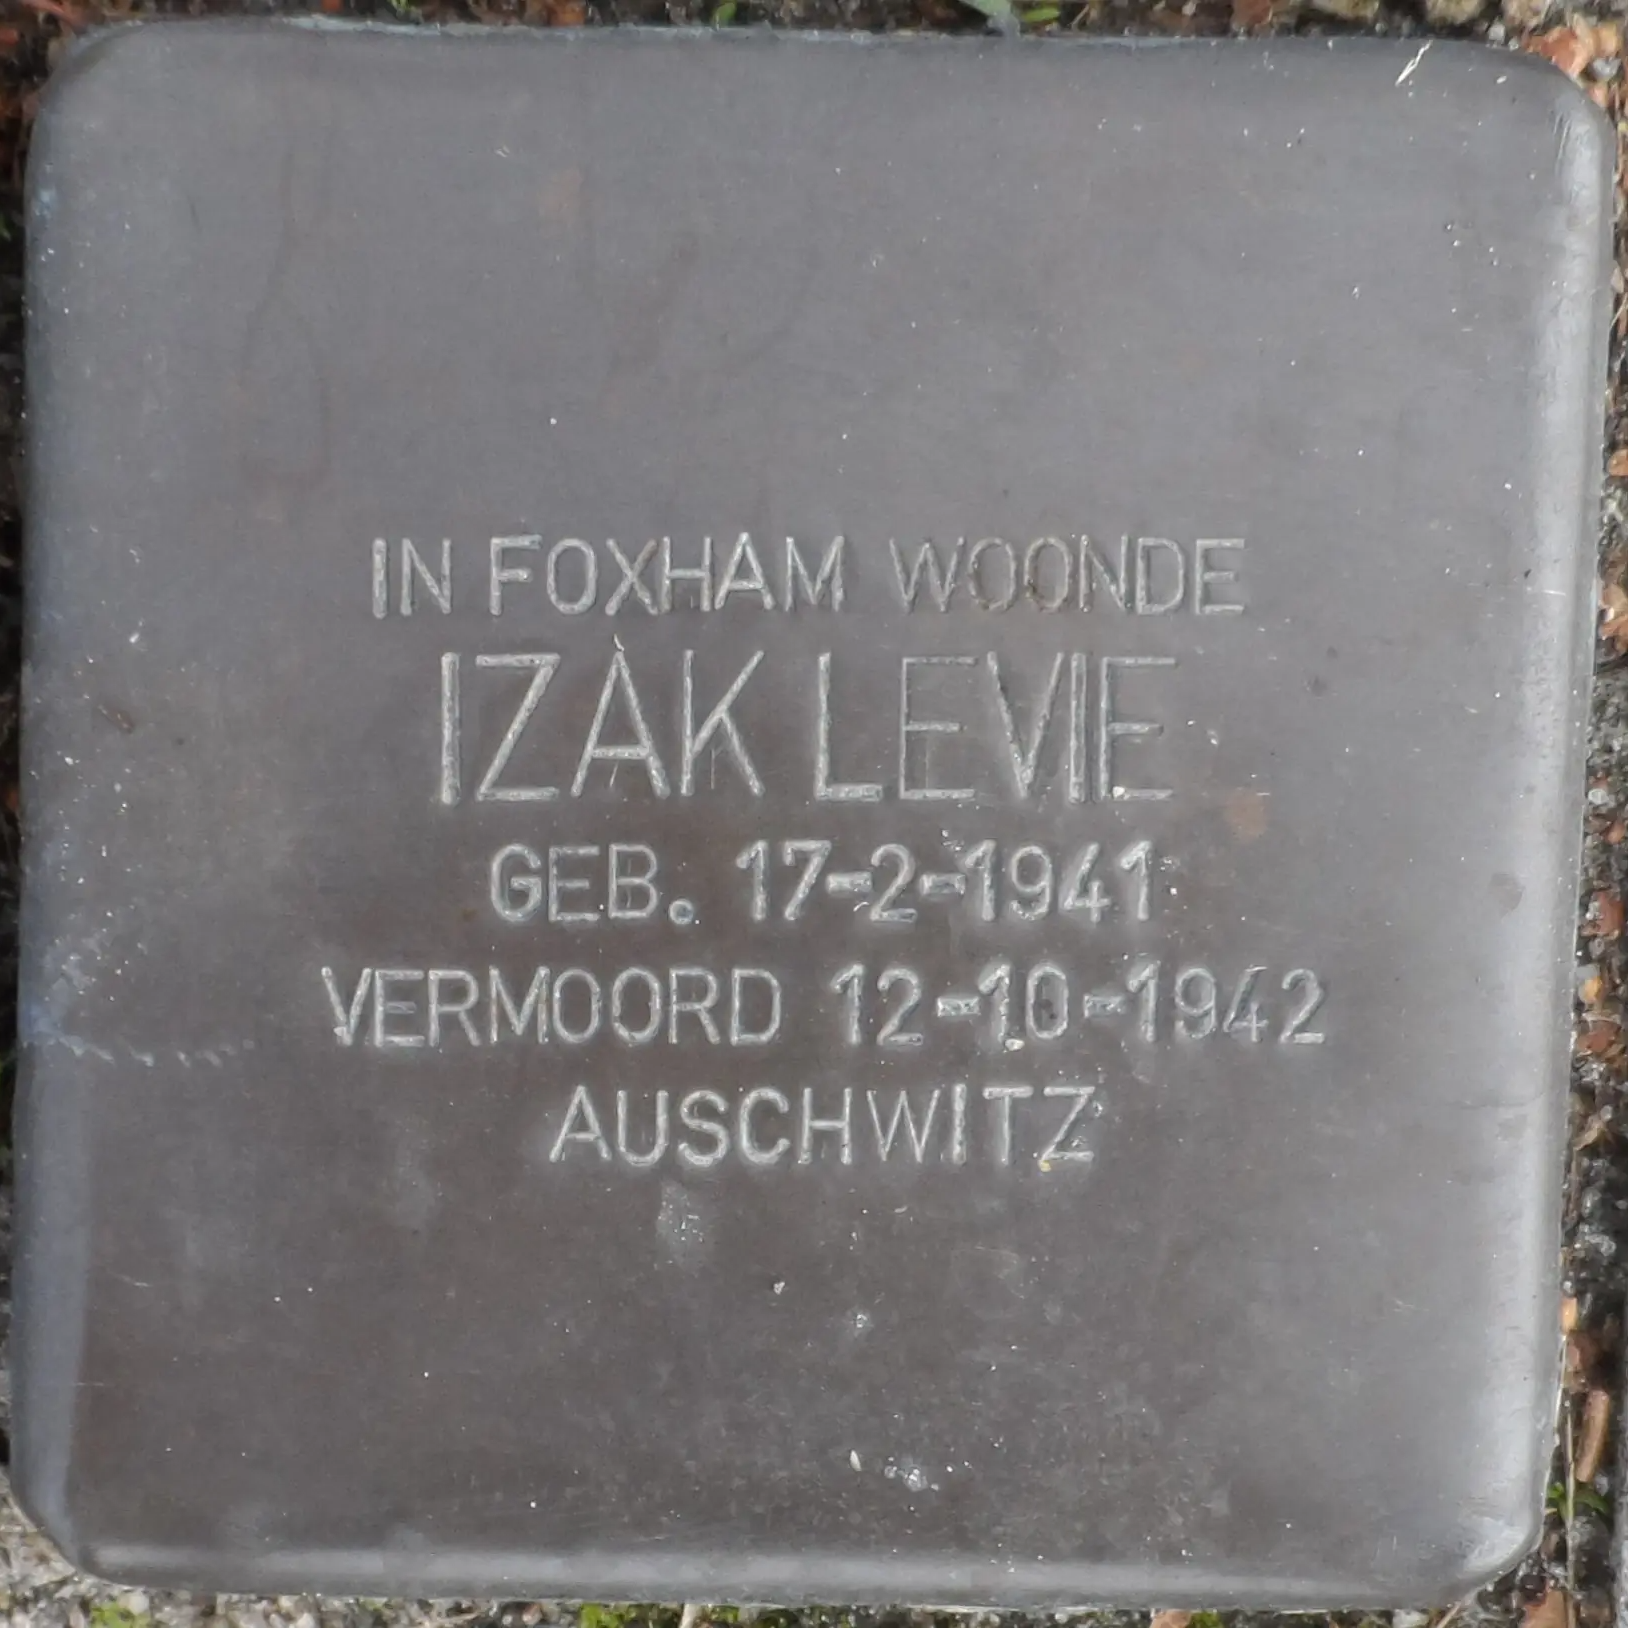 IN FOXHAM WOONDE
IZAK LEVIE
GEB. 17-2-1941
VERMOORD 12-10-1942
AUSCHWITZ